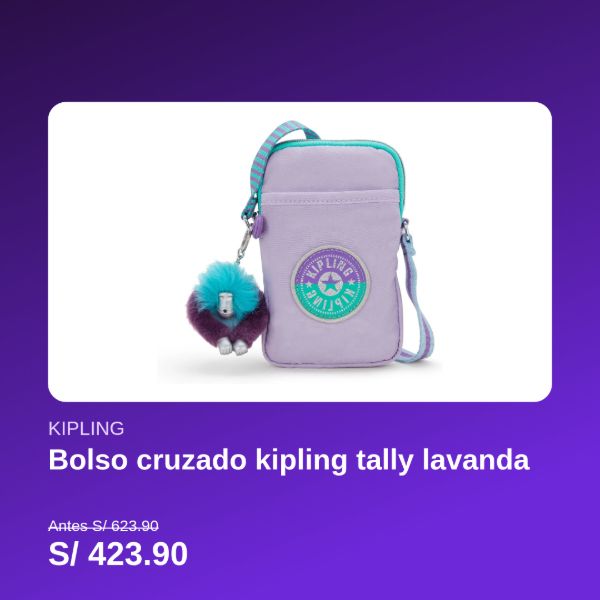 KIPLING
KIPLING
KIPLING
Bolso cruzado kipling tally lavanda
Antes S/ 623.90
S/ 423.90